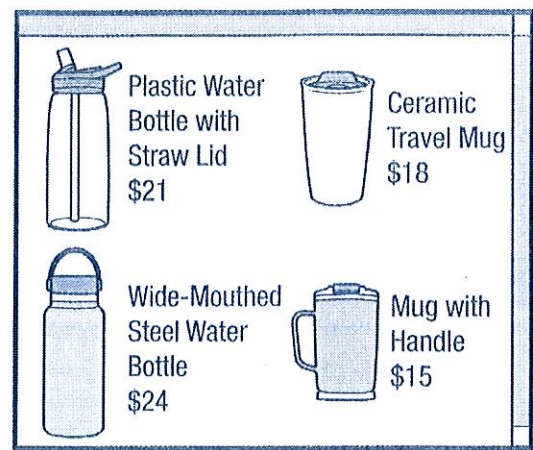 Plastic Water
Bottle with
Straw Lid
$21
Ceramic
Travel Mug
$18
Wide-Mouthed
Steel Water
Bottle
$24
Mug with
Handle
$15